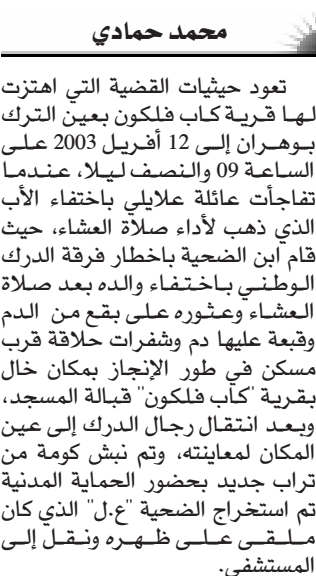 محمد حمادي
تعود حيثيات القضية التي اهتزت
لها قرية كاب فلكون بعين الترك
بوهران إلى 12 أفريل 2003 على
الساعة 09 والنصف ليلا، عندما
تفاجأت عائلة علايلي باختفاء الأب
الذي ذهب لأداء صلاة العشاء، حيث
قام ابن الضحية باخطار فرقة الدرك
الوطني باختفاء والده بعد صلاة
العشاء وعثوره على بقع من الدم
وقبعة عليها دم وشفرات حلاقة قرب
مسكن في طور الإنجاز بمكان خال
بقرية "كاب فلكون" قبالة المسجد،
وبعد انتقال رجال الدرك إلى عين
المكان لمعاينته، وتم نبش كومة من
تراب جديد بحضور الحماية المدنية
تم استخراج الضحية "ع.ل" الذي كان
ملقى على ظهره ونقل إلى
المستشفى.